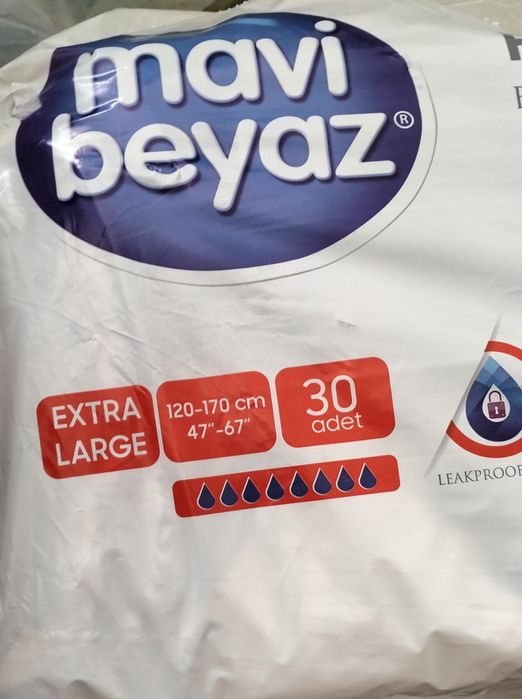 mavi
beyaz®
EXTRA
LARGE
120-170 cm
47"-67"
30
adet
LEAKPROOF